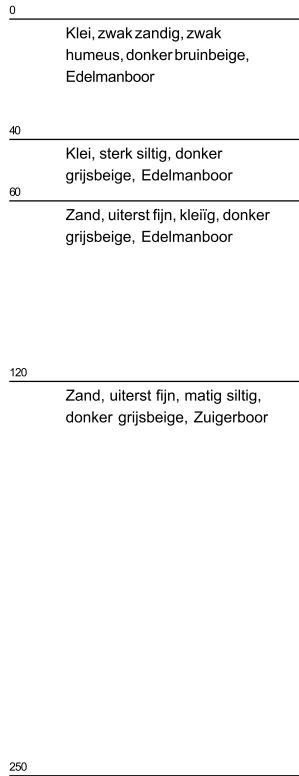 0
Klei, zwak zandig, zwak
humeus, donker bruinbeige,
Edelmanboor
40
Klei, sterk siltig, donker
grijsbeige, Edelmanboor
60
Zand, uiterst fijn, kleiïg, donker
grijsbeige, Edelmanboor
120
Zand, uiterst fijn, matig siltig,
donker grijsbeige, Zuigerboor
250